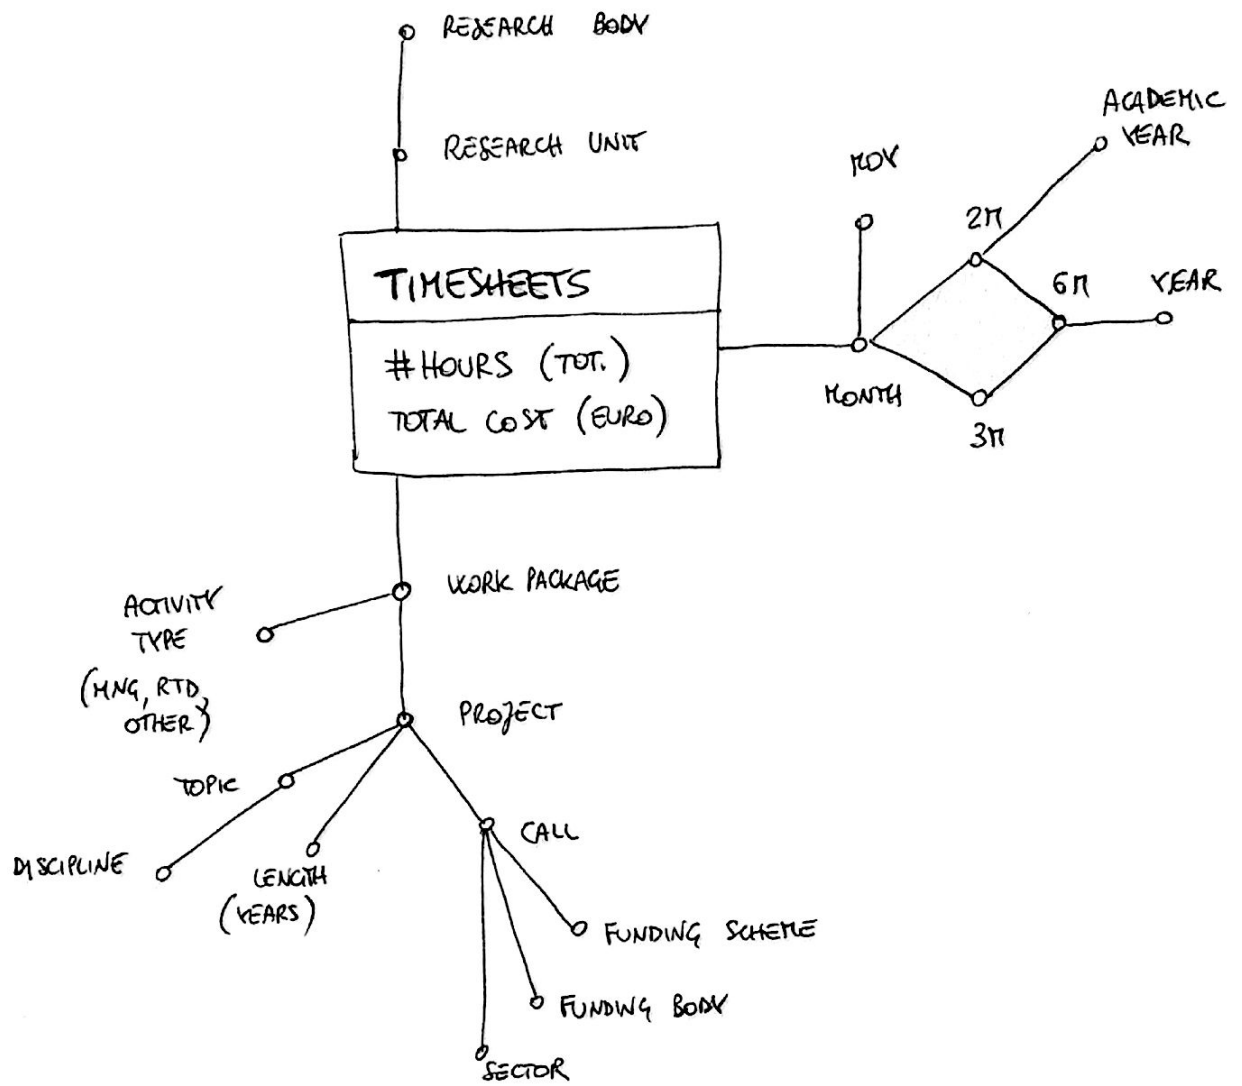 RESEARCH BODY
RESEARCH UNIT
ACADEMIC
YEAR
MOY
2M
6M
YEAR
TIMESHEETS
#HOURS (TOT.)
TOTAL COST (EURO)
MONTH
3M
WORK PACKAGE
ACTIVITY
TYPE
(MNG, RTD,
OTHER)
PROJECT
TOPIC
CALL
DISCIPLINE
LENGTH
(YEARS)
FUNDING SCHEME
FUNDING BODY
SECTOR